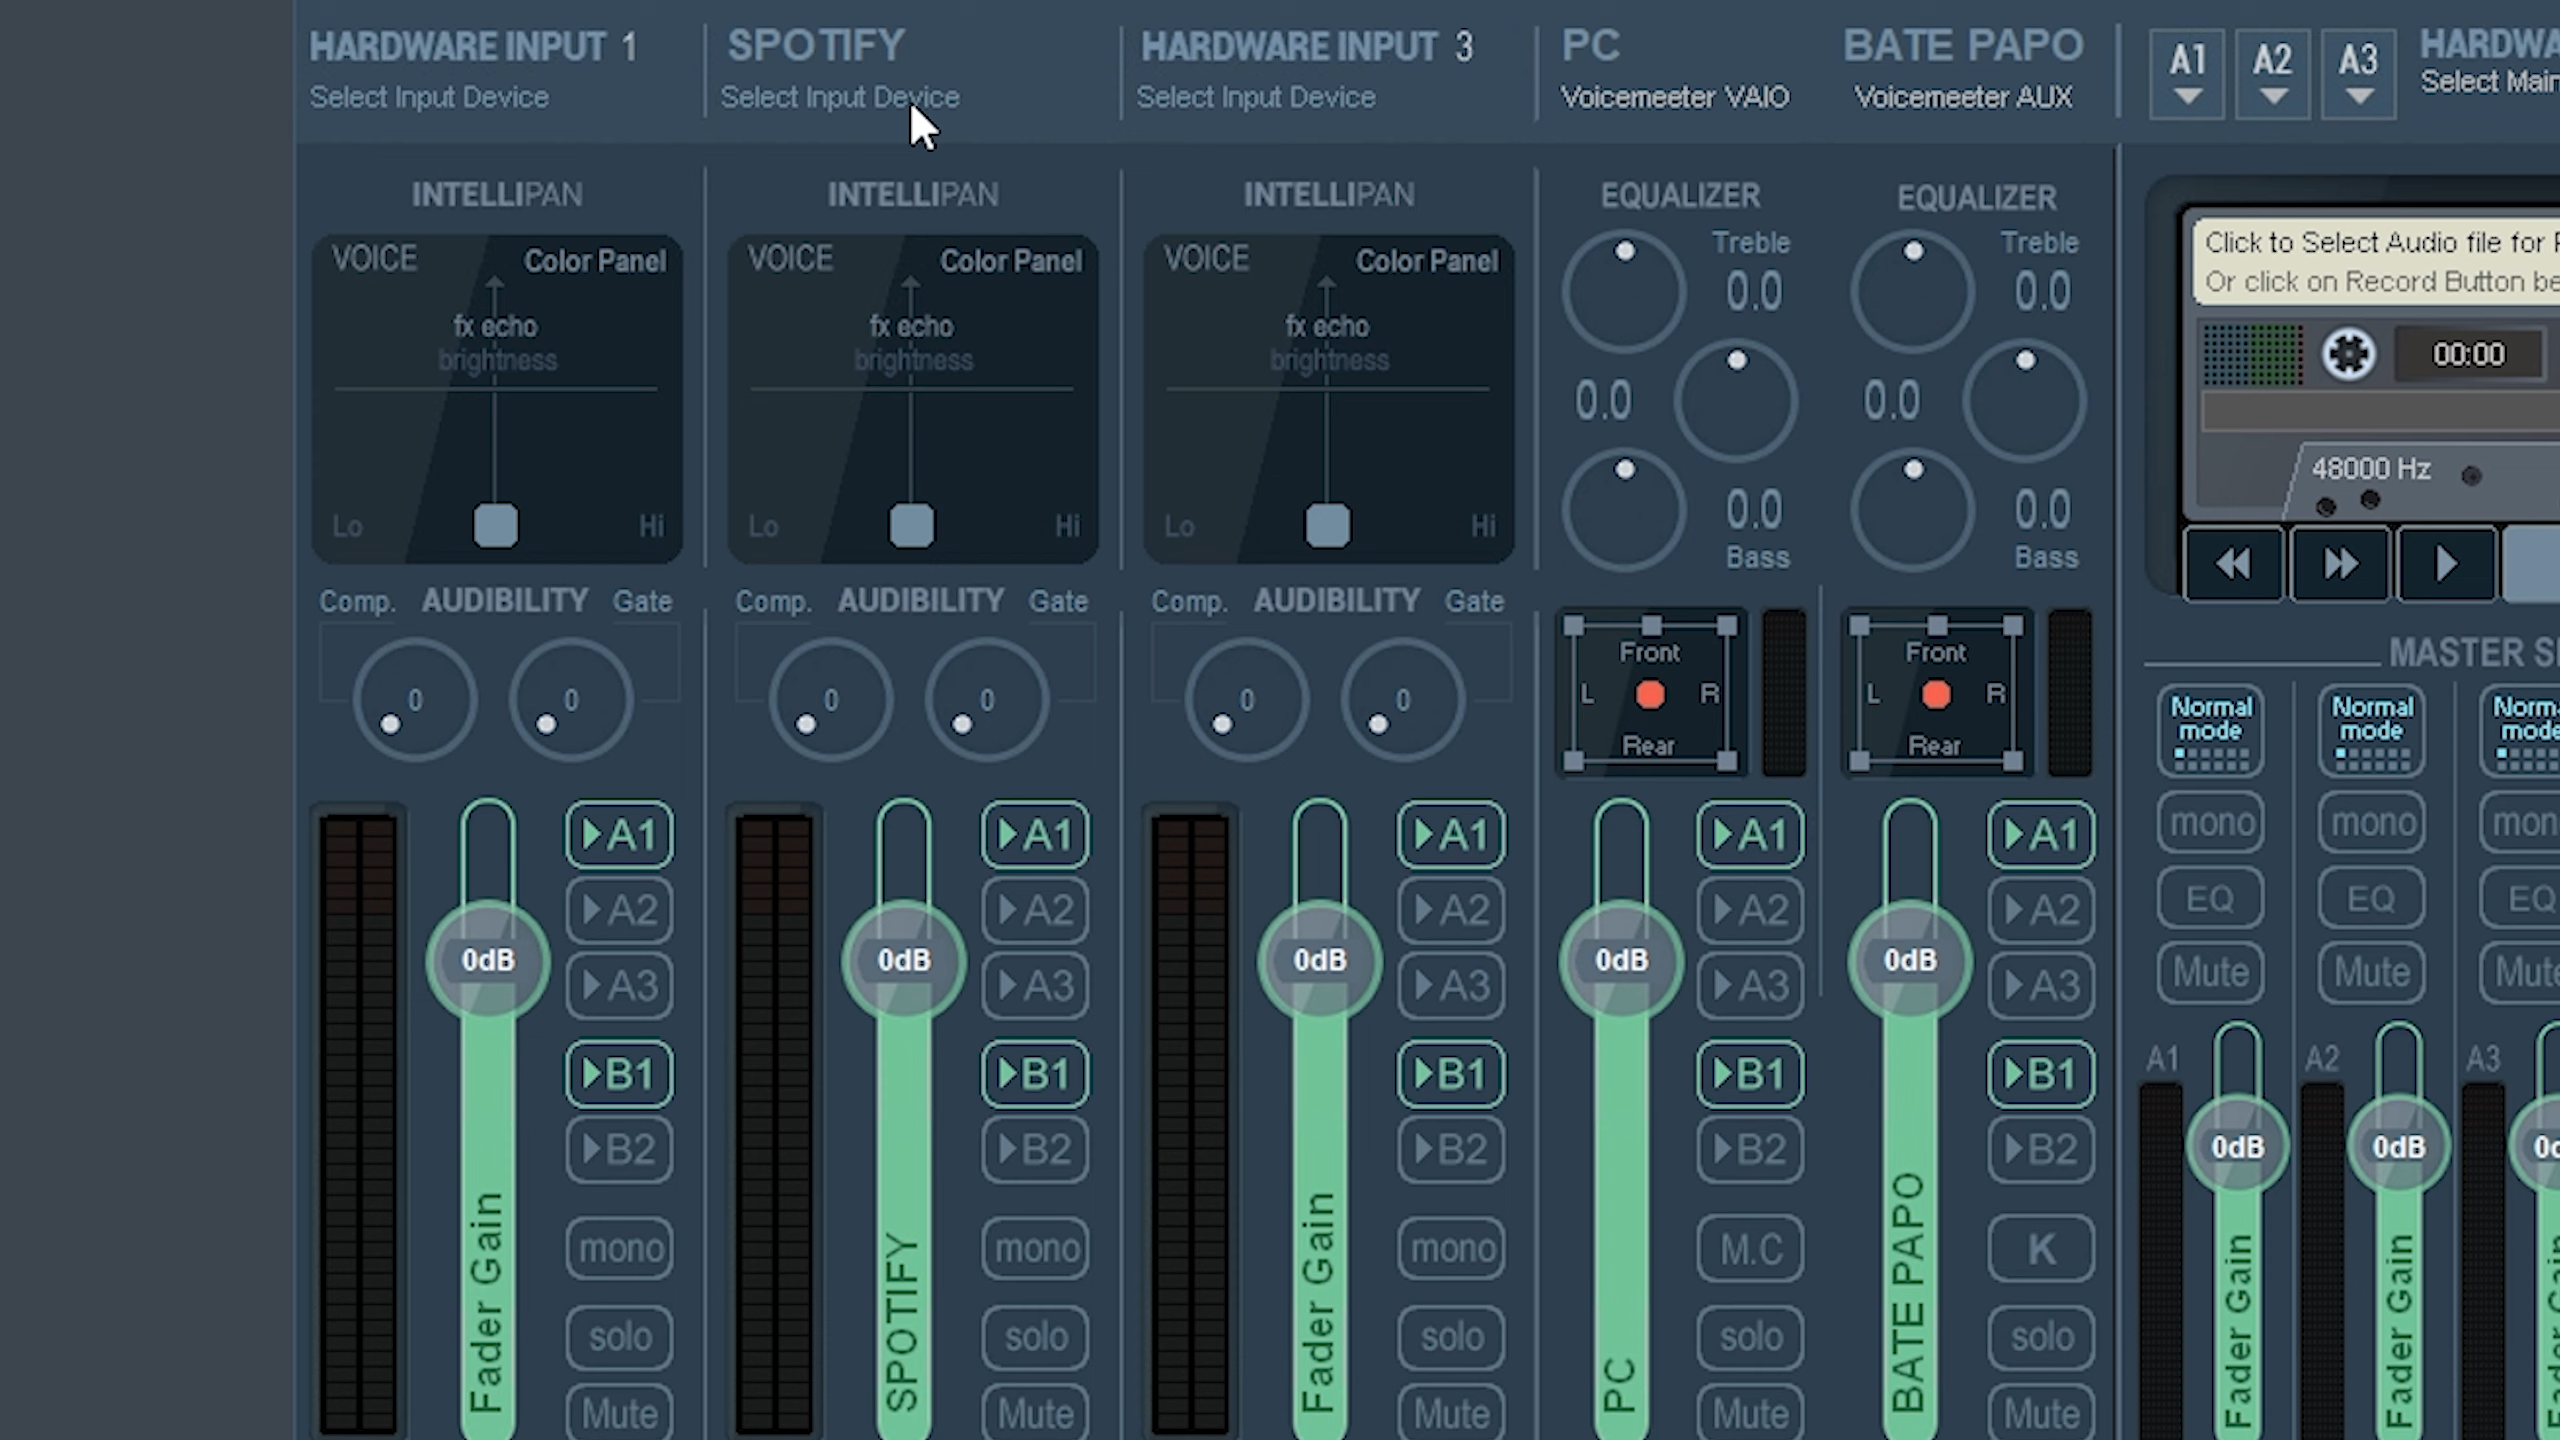 HARDWARE INPUT 1
Select Input Device
INTELLIPAN
VOICE
Color Panel
fx echo
brightness
Lo
Hi
Comp.
AUDIBILITY
Gate
0
0
0dB
Fader Gain
A1
A2
A3
B1
B2
mono
solo
Mute
SPOTIFY
Select Input Device
INTELLIPAN
VOICE
Color Panel
fx echo
brightness
Lo
Hi
Comp.
AUDIBILITY
Gate
0
0
0dB
SPOTIFY
A1
A2
A3
B1
B2
mono
solo
Mute
HARDWARE INPUT 3
Select Input Device
INTELLIPAN
VOICE
Color Panel
fx echo
brightness
Lo
Hi
Comp.
AUDIBILITY
Gate
0
0
0dB
Fader Gain
A1
A2
A3
B1
B2
mono
solo
Mute
PC
Voicemeeter VAIO
EQUALIZER
Treble
0.0
0.0
0.0
Bass
Front
L
R
Rear
0dB
PC
A1
A2
A3
B1
B2
M.C
solo
Mute
BATE PAPO
Voicemeeter AUX
EQUALIZER
Treble
0.0
0.0
0.0
Bass
Front
L
R
Rear
0dB
BATE PAPO
A1
A2
A3
B1
B2
K
solo
Mute
A1
A2
A3
HARDWA
Select Main
Click to Select Audio file for
Or click on Record Button be
00:00
48000 Hz
MASTER S
Normal
mode
mono
EQ
Mute
A1
0dB
Fader Gain
Normal
mode
mono
EQ
Mute
A2
0dB
Fader Gain
Norma
mode
mon
EQ
Mute
A3
0d